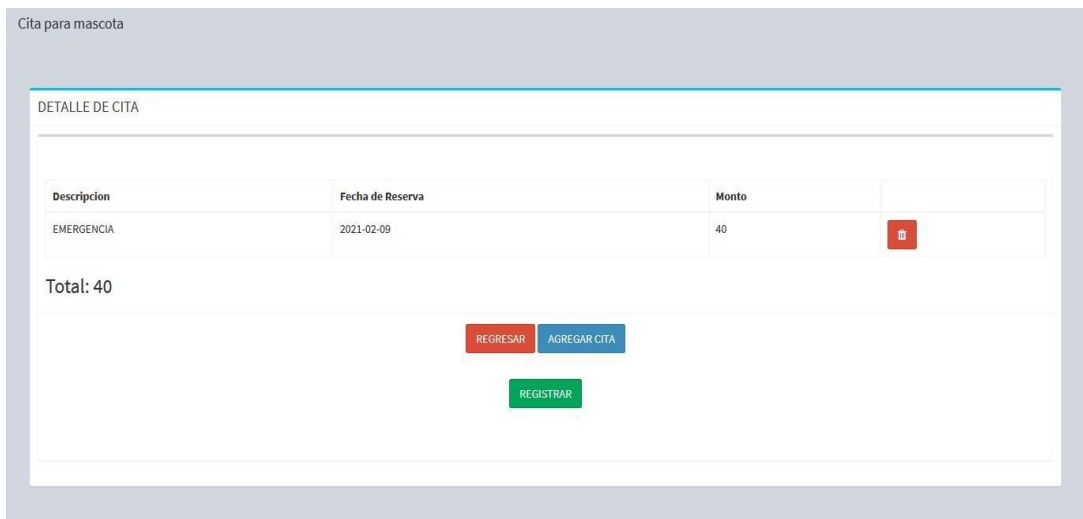 Cita para mascota
DETALLE DE CITA
Descripcion Fecha de Reserva Monto
EMERGENCIA 2021-02-09 40
Total: 40
REGRESAR AGREGAR CITA
REGISTRAR